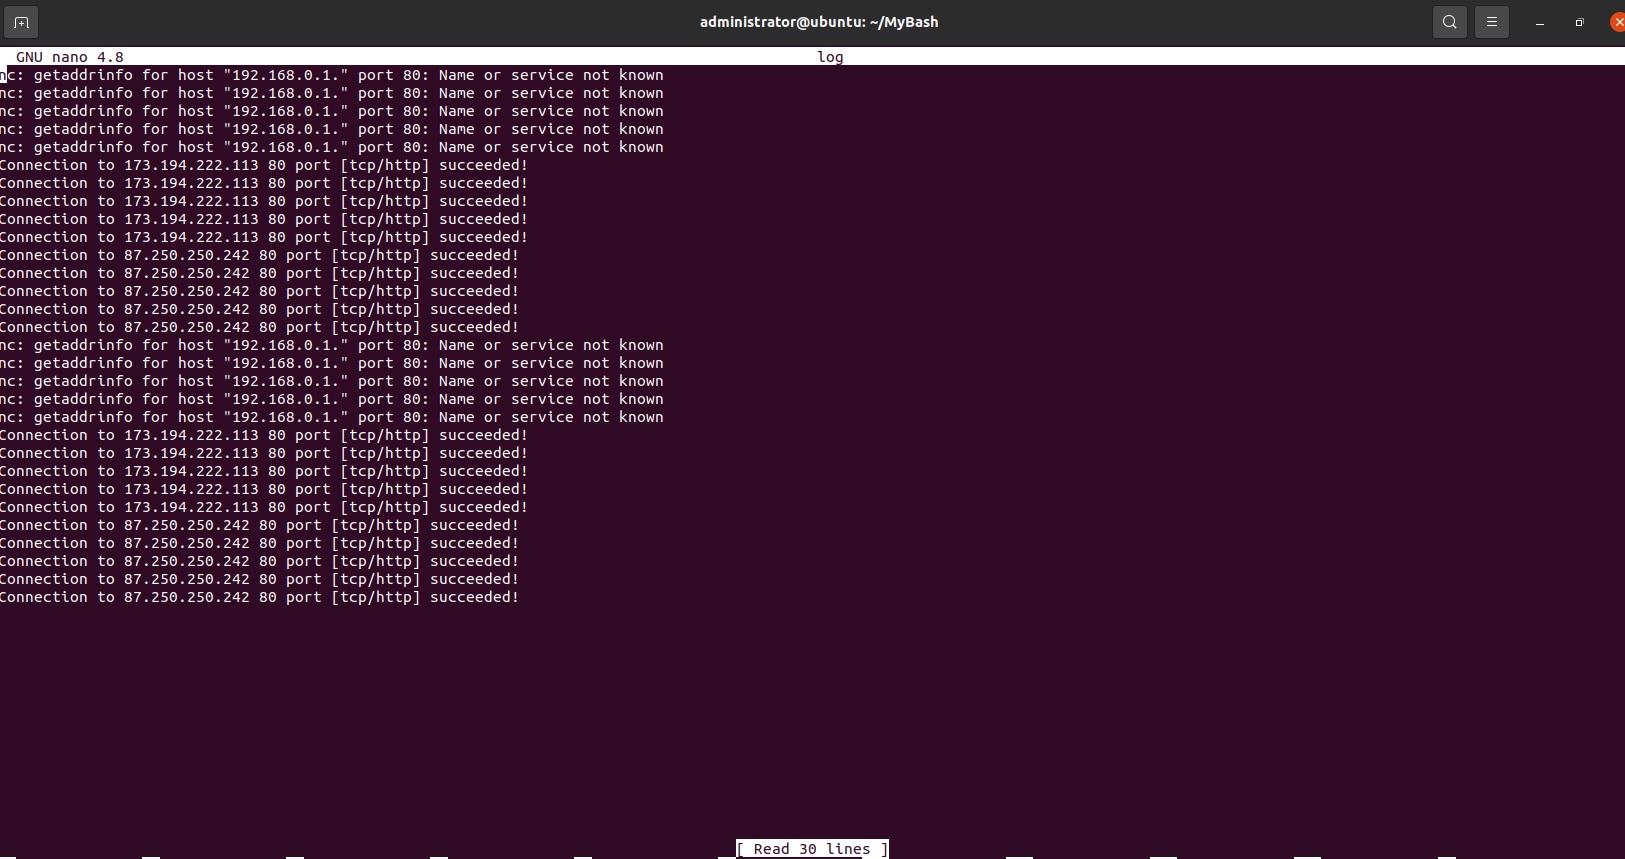 administrator@ubuntu: ~/MyBash
GNU nano 4.8 log
nc: getaddrinfo for host "192.168.0.1." port 80: Name or service not known
nc: getaddrinfo for host "192.168.0.1." port 80: Name or service not known
nc: getaddrinfo for host "192.168.0.1." port 80: Name or service not known
nc: getaddrinfo for host "192.168.0.1." port 80: Name or service not known
nc: getaddrinfo for host "192.168.0.1." port 80: Name or service not known
Connection to 173.194.222.113 80 port [tcp/http] succeeded!
Connection to 173.194.222.113 80 port [tcp/http] succeeded!
Connection to 173.194.222.113 80 port [tcp/http] succeeded!
Connection to 173.194.222.113 80 port [tcp/http] succeeded!
Connection to 173.194.222.113 80 port [tcp/http] succeeded!
Connection to 87.250.250.242 80 port [tcp/http] succeeded!
Connection to 87.250.250.242 80 port [tcp/http] succeeded!
Connection to 87.250.250.242 80 port [tcp/http] succeeded!
Connection to 87.250.250.242 80 port [tcp/http] succeeded!
Connection to 87.250.250.242 80 port [tcp/http] succeeded!
nc: getaddrinfo for host "192.168.0.1." port 80: Name or service not known
nc: getaddrinfo for host "192.168.0.1." port 80: Name or service not known
nc: getaddrinfo for host "192.168.0.1." port 80: Name or service not known
nc: getaddrinfo for host "192.168.0.1." port 80: Name or service not known
nc: getaddrinfo for host "192.168.0.1." port 80: Name or service not known
Connection to 173.194.222.113 80 port [tcp/http] succeeded!
Connection to 173.194.222.113 80 port [tcp/http] succeeded!
Connection to 173.194.222.113 80 port [tcp/http] succeeded!
Connection to 173.194.222.113 80 port [tcp/http] succeeded!
Connection to 173.194.222.113 80 port [tcp/http] succeeded!
Connection to 87.250.250.242 80 port [tcp/http] succeeded!
Connection to 87.250.250.242 80 port [tcp/http] succeeded!
Connection to 87.250.250.242 80 port [tcp/http] succeeded!
Connection to 87.250.250.242 80 port [tcp/http] succeeded!
Connection to 87.250.250.242 80 port [tcp/http] succeeded!
[ Read 30 lines ]